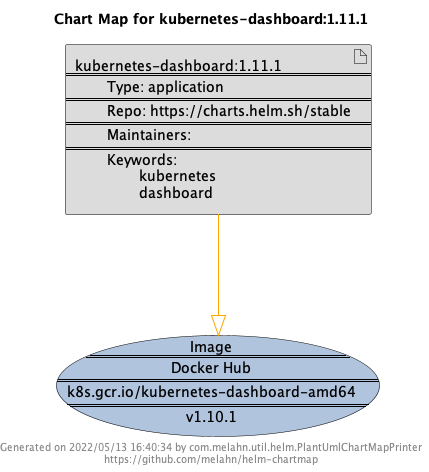 Chart Map for kubernetes-dashboard:1.11.1
kubernetes-dashboard:1.11.1
Type: application
Repo: https://charts.helm.sh/stable
Maintainers:
Keywords:
kubernetes
dashboard
Image
Docker Hub
k8s.gcr.io/kubernetes-dashboard-amd64
v1.10.1
Generated on 2022/05/13 16:40:34 by com.melahn.util.helm.PlantUmlChartMapPrinter
https://github.com/melahn/helm-chartmap